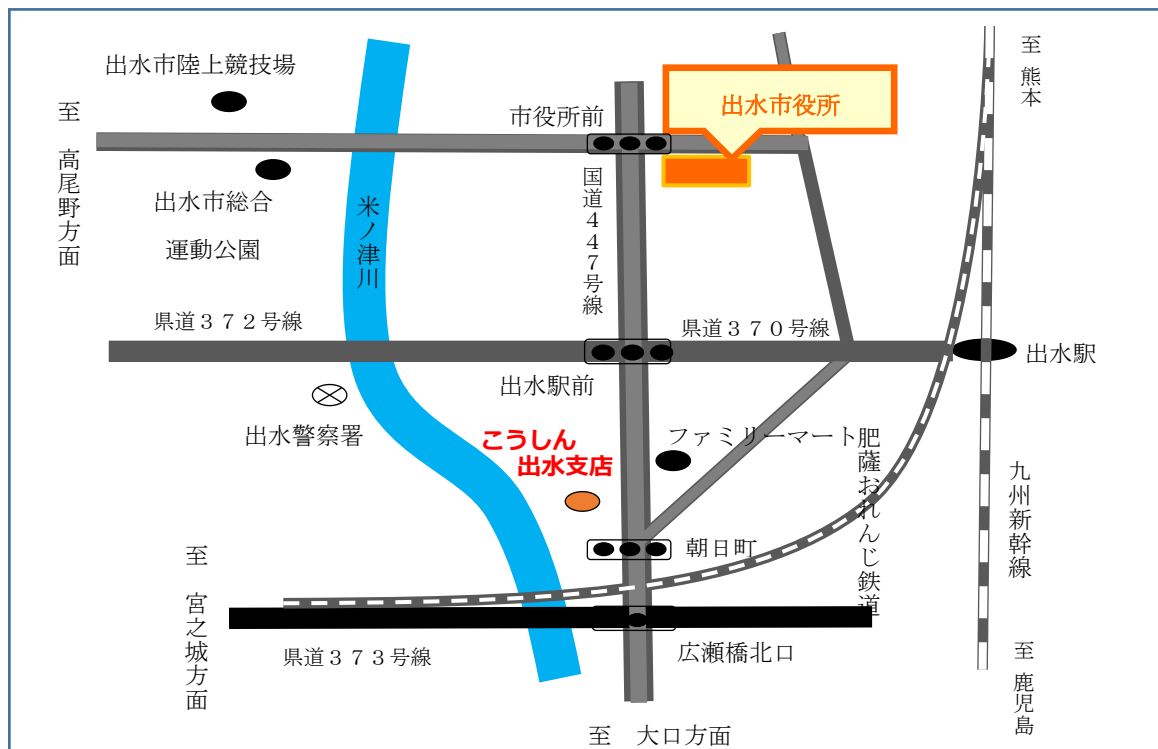 出水市陸上競技場
至　熊本
出水市役所
市役所前
至　高尾野方面
国道４４７号線
出水市総合
運動公園
米ノ津川
県道３７２号線
県道３７０号線
出水駅
出水駅前
出水警察署
こうしん
出水支店
ファミリーマート
肥薩おれんじ鉄道
九州新幹線
朝日町
至　宮之城方面
県道３７３号線
広瀬橋北口
至　鹿児島
至　大口方面